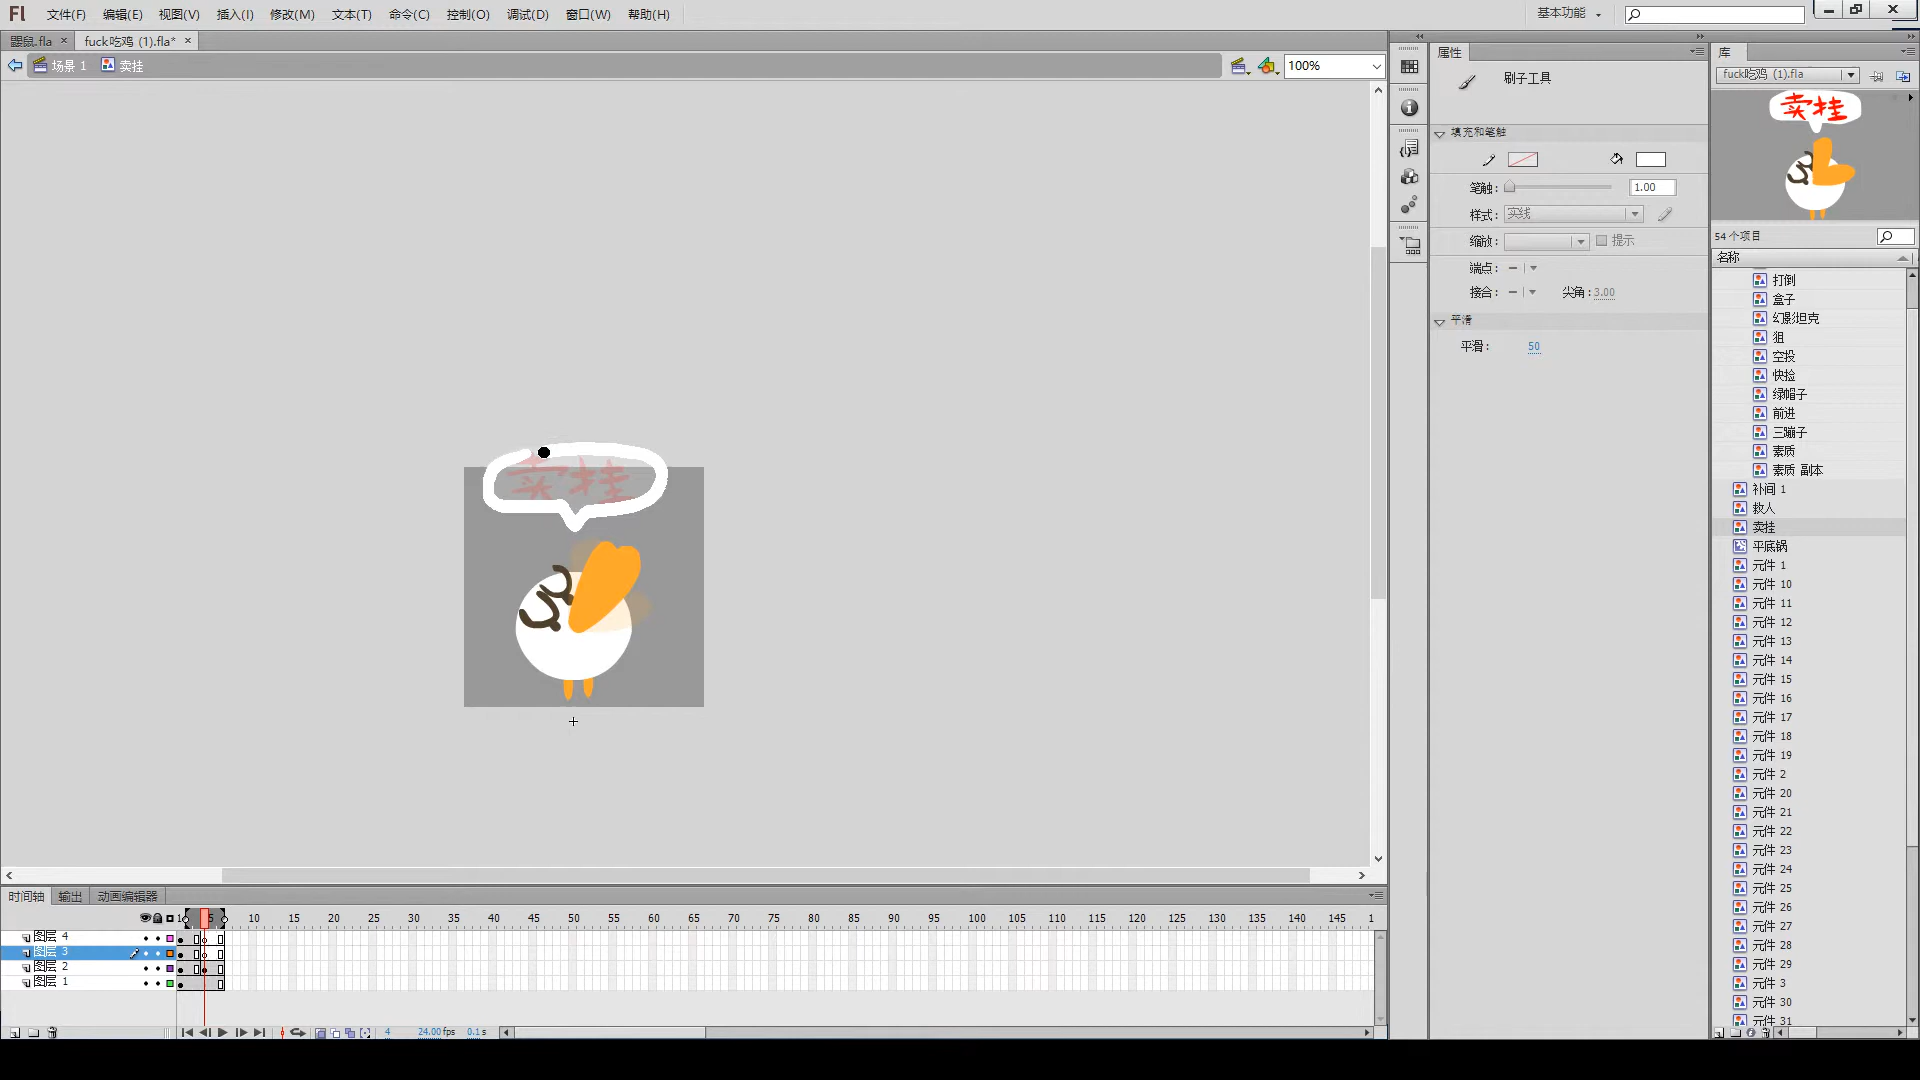 Fl 文件(F) 编辑(E) 视图(V) 插入(I) 修改(M) 文本(T) 命令(C) 控制(O) 调试(D) 窗口(W) 帮助(H) 基本功能
鼹鼠.fla × fuck吃鸡 (1).fla* ×
场景 1 卖挂 100%
卖挂
属性
刷子工具
填充和笔触
笔触: 1.00
样式: 实线
缩放: 提示
端点:
接合: 尖角: 3.00
平滑
平滑: 50
库
fuck吃鸡 (1).fla
卖挂
54 个项目
名称
打倒
盒子
幻影坦克
狙
空投
快捡
绿帽子
前进
三蹦子
素质
素质 副本
补间 1
救人
卖挂
平底锅
元件 1
元件 10
元件 11
元件 12
元件 13
元件 14
元件 15
元件 16
元件 17
元件 18
元件 19
元件 2
元件 20
元件 21
元件 22
元件 23
元件 24
元件 25
元件 26
元件 27
元件 28
元件 29
元件 3
元件 30
元件 31
时间轴 输出 动画编辑器
1 5 10 15 20 25 30 35 40 45 50 55 60 65 70 75 80 85 90 95 100 105 110 115 120 125 130 135 140 145 1
图层 4
图层 3
图层 2
图层 1
4 24.00fps 0.1s